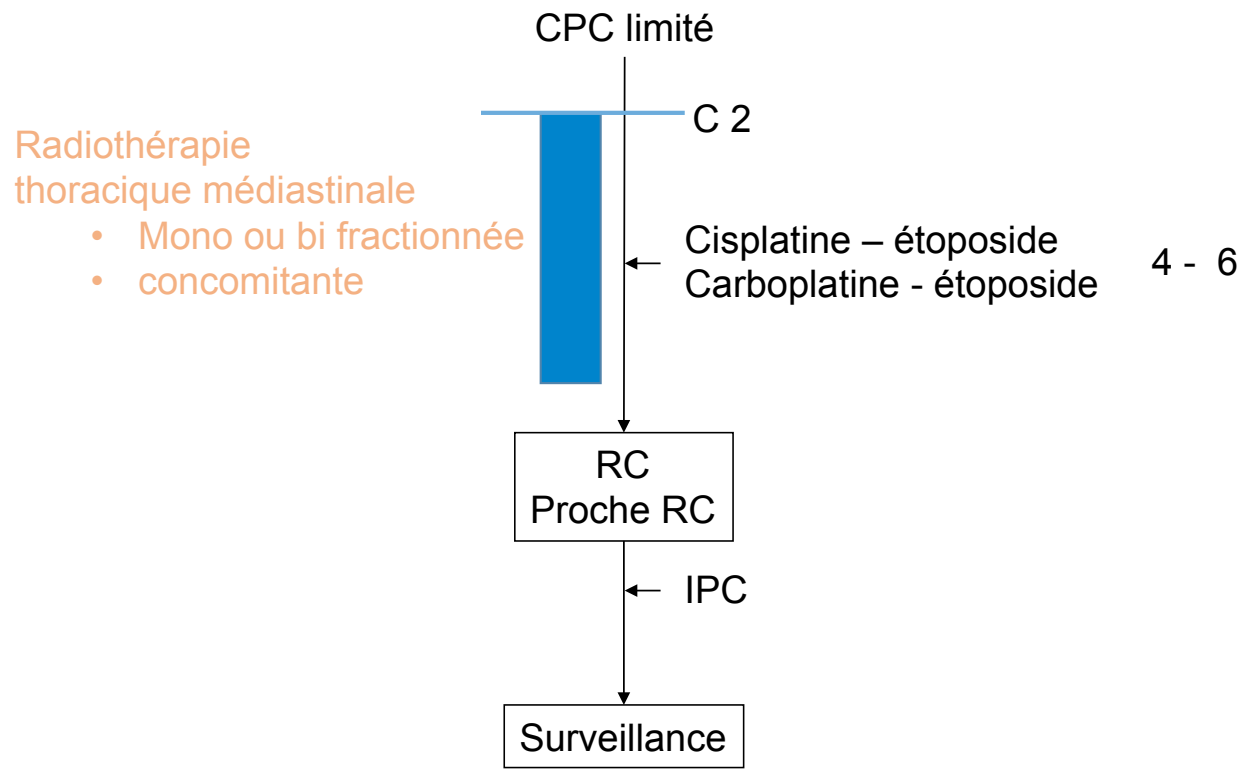 CPC limité
C 2
Radiothérapie
thoracique médiastinale
• Mono ou bi fractionnée
• concomitante
Cisplatine – étoposide
Carboplatine - étoposide
4 - 6
RC
Proche RC
IPC
Surveillance